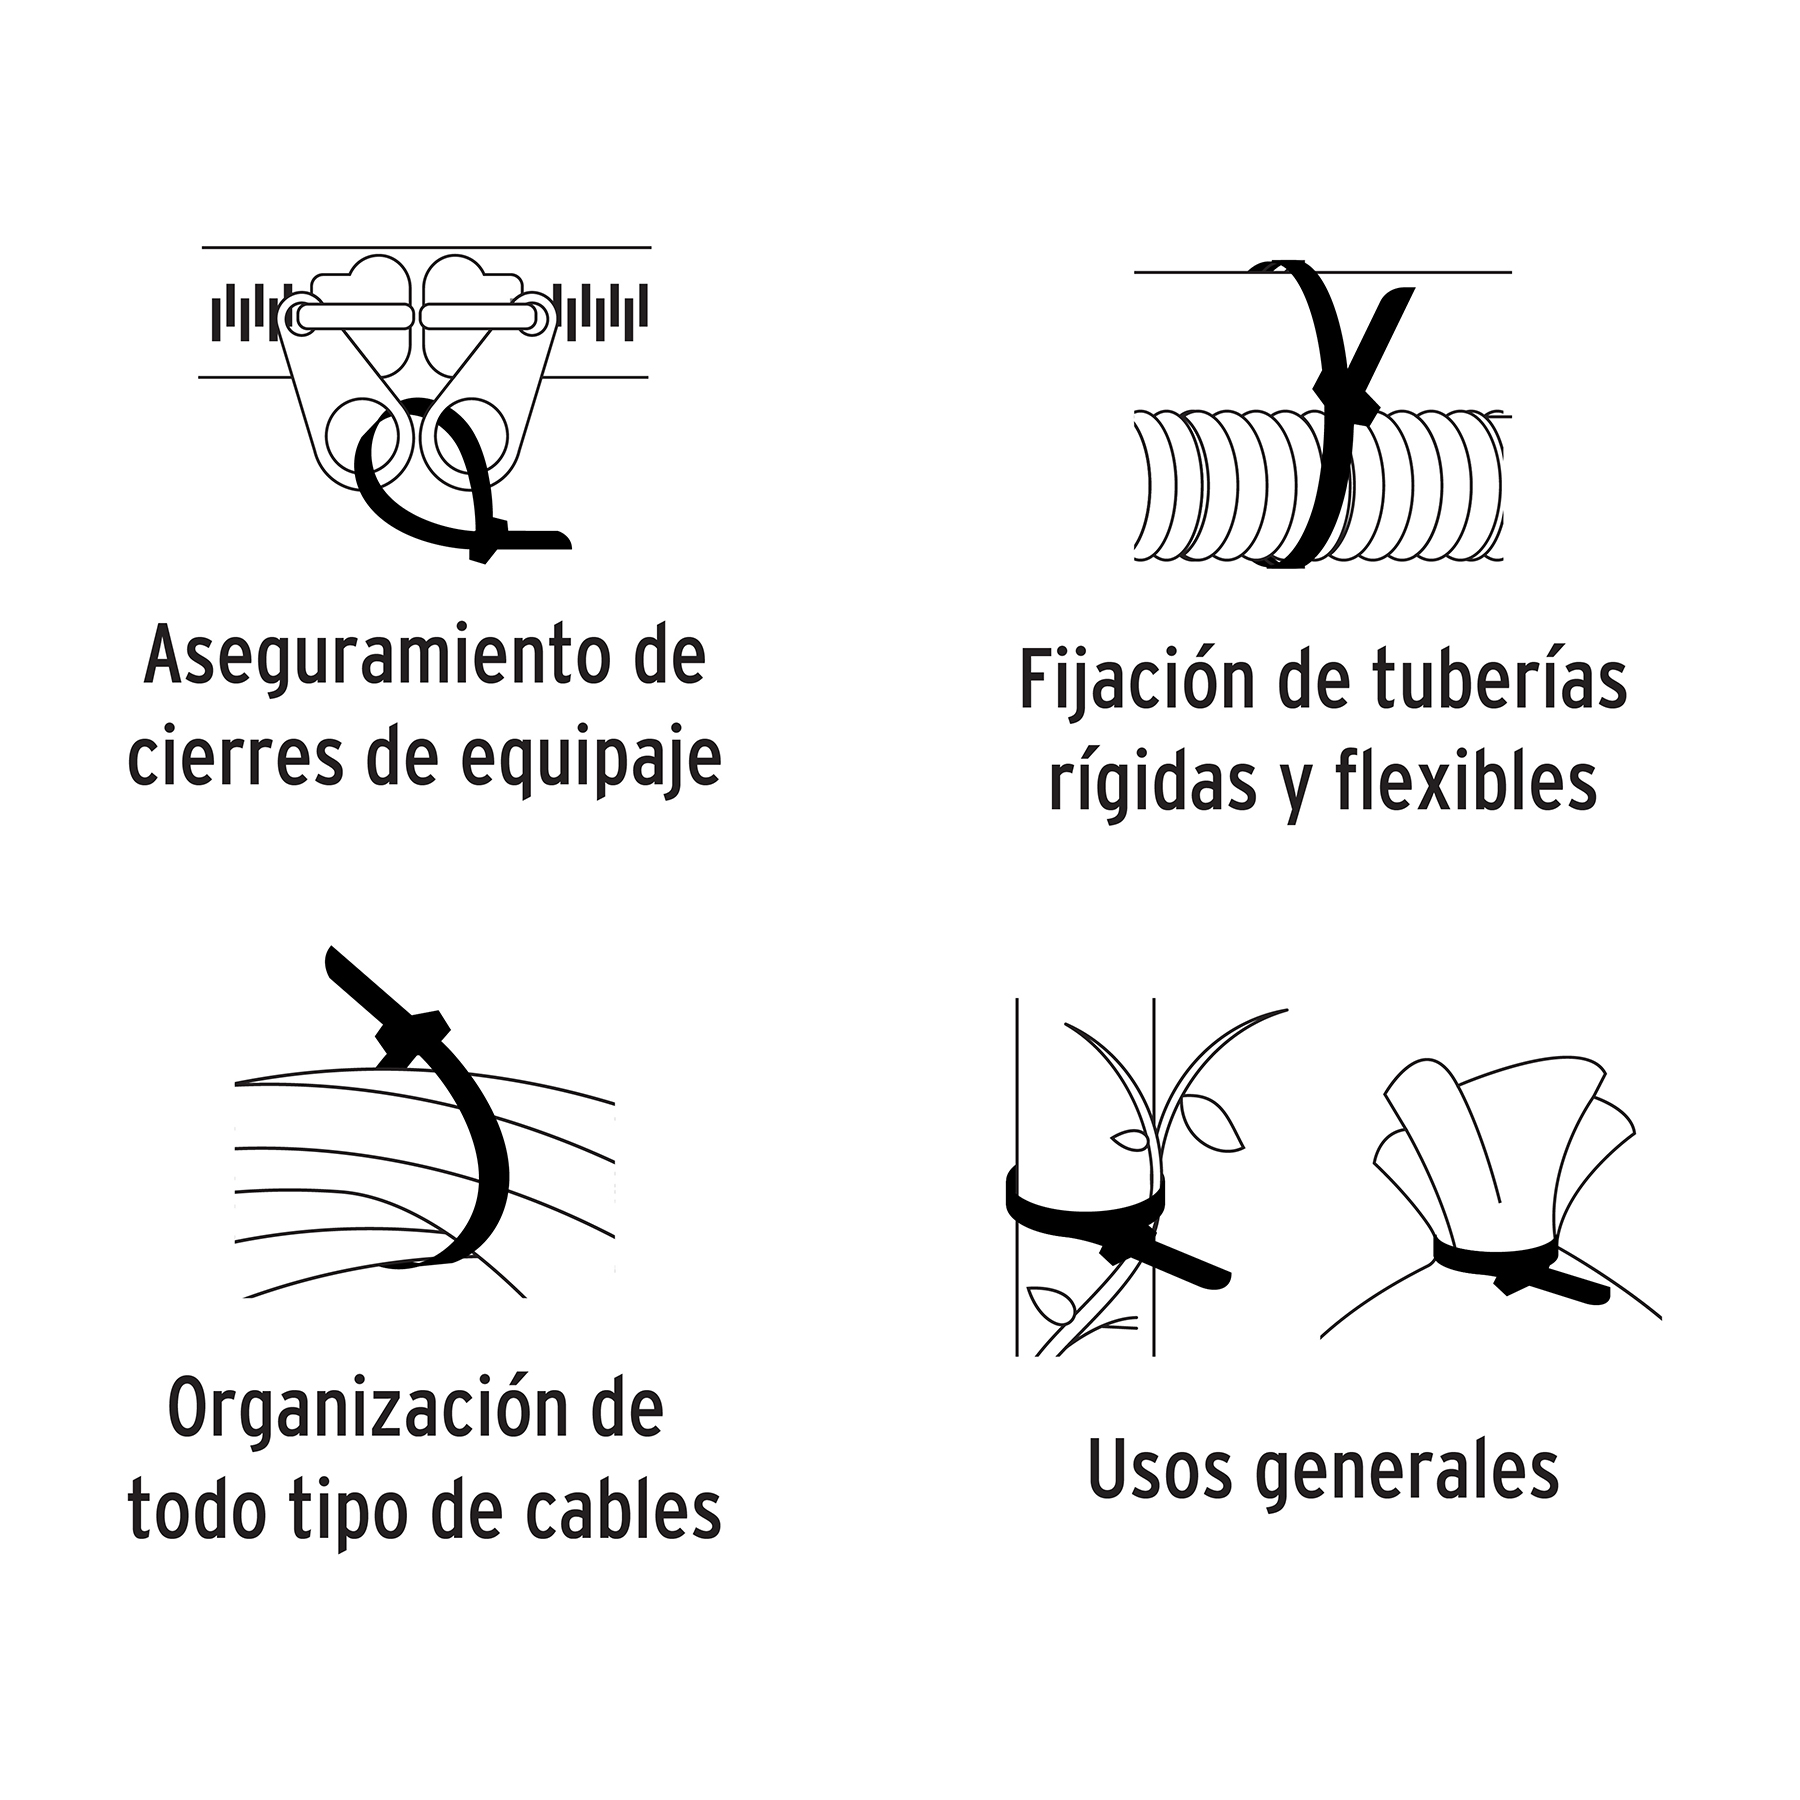 Aseguramiento de
cierres de equipaje
Fijación de tuberías
rígidas y flexibles
Organización de
todo tipo de cables
Usos generales